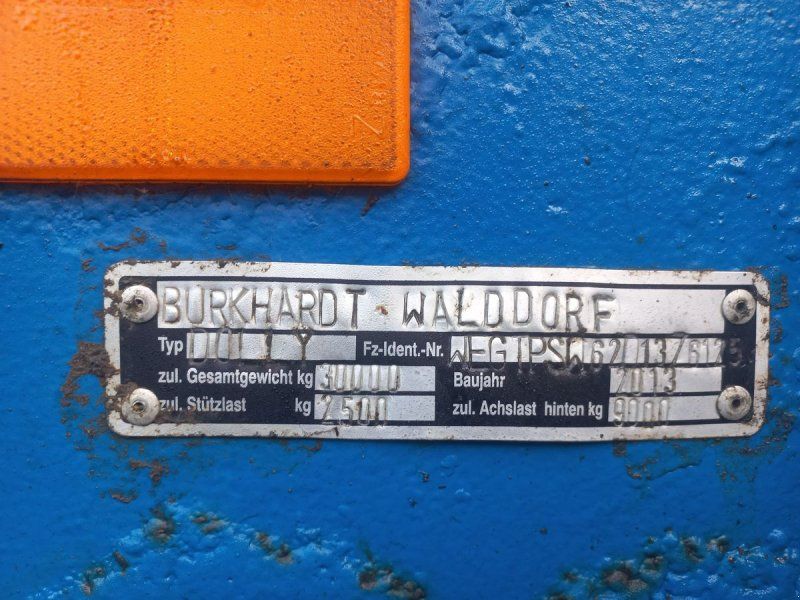 BURKHARDT WALDDORF
Typ DOLLY Fz-Ident.-Nr.
zul. Gesamtgewicht kg 30000 Baujahr 2013
zul. Stützlast kg 2500 zul. Achslast hinten kg 9000